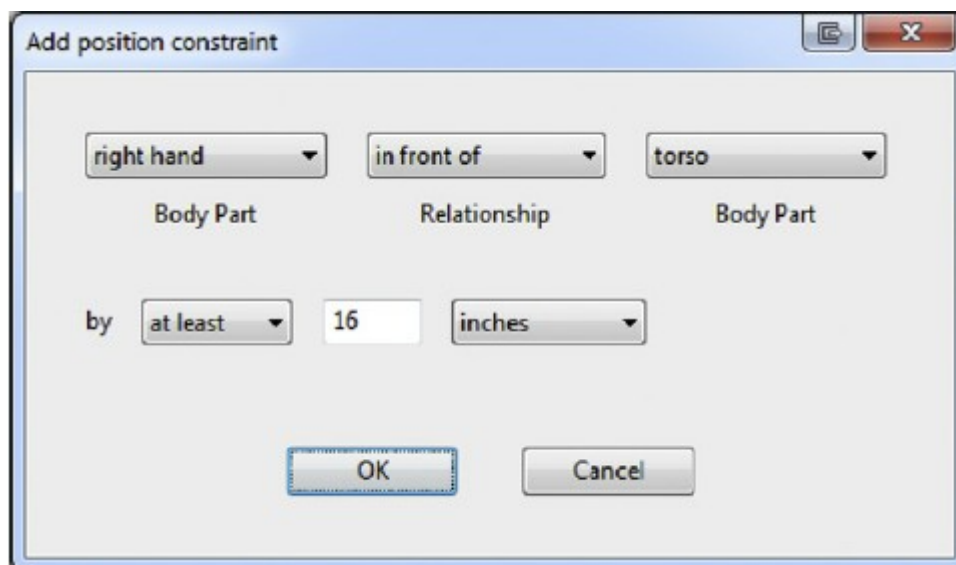 Add position constraint
right hand in front of torso
Body Part Relationship Body Part
by at least 16 inches
OK Cancel